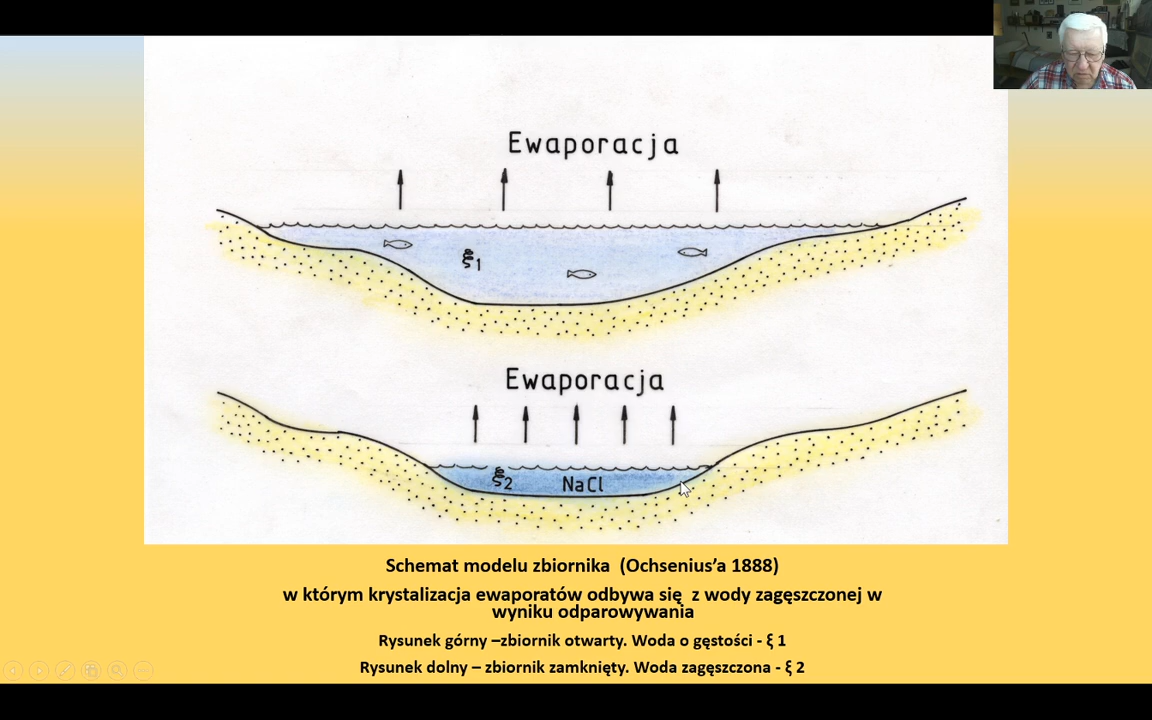 Ewaporacja
ξ1
Ewaporacja
ξ2
NaCl
Schemat modelu zbiornika (Ochsenius’a 1888)
w którym krystalizacja ewaporatów odbywa się z wody zagęszczonej w
wyniku odparowywania
Rysunek górny –zbiornik otwarty. Woda o gęstości - ξ 1
Rysunek dolny – zbiornik zamknięty. Woda zagęszczona - ξ 2